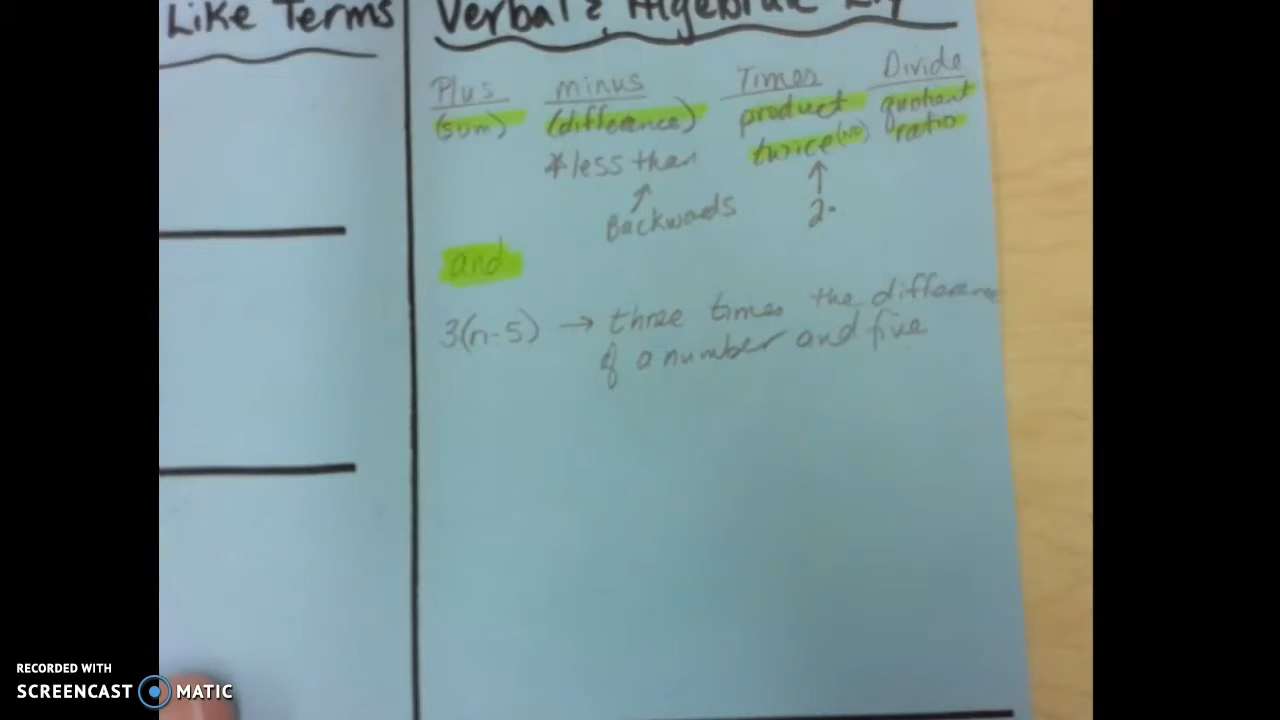 Like Terms
Verbal &
Plus minus Times Divide
(sum) (difference) product quotient
*less than twice ratio
Backwards 2·
and
3(n-5) → three times the difference
of a number and five
RECORDED WITH
SCREENCAST MATIC